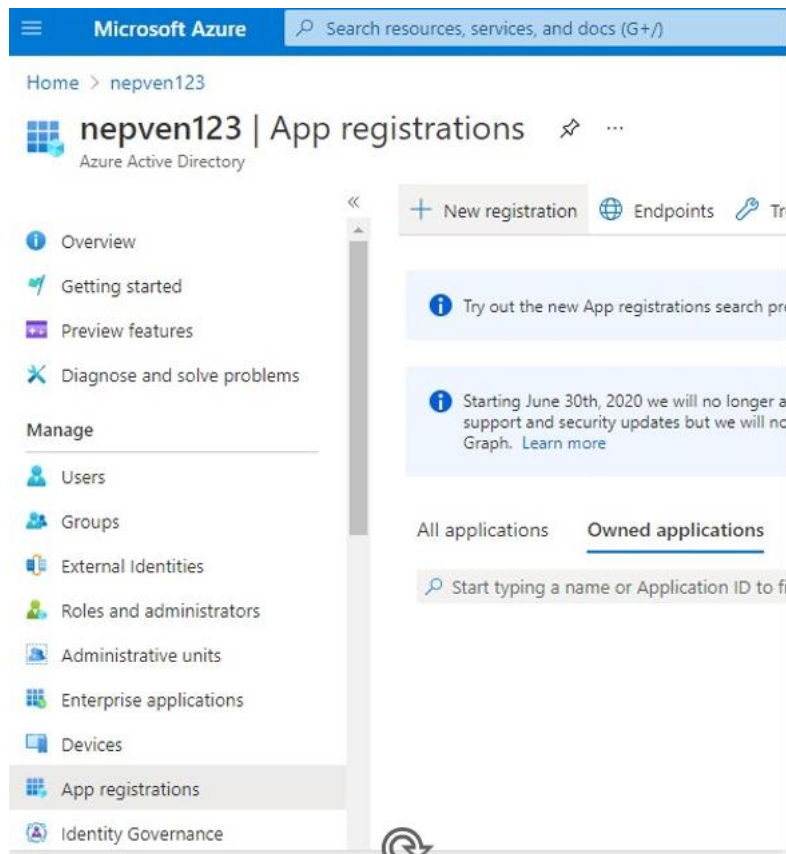 Microsoft Azure
Search resources, services, and docs (G+/)
Home > nepven123
nepven123 | App registrations
Azure Active Directory
Overview
Getting started
Preview features
Diagnose and solve problems
Manage
Users
Groups
External Identities
Roles and administrators
Administrative units
Enterprise applications
Devices
App registrations
Identity Governance
New registration Endpoints Tr
Try out the new App registrations search pr
Starting June 30th, 2020 we will no longer a
support and security updates but we will no
Graph. Learn more
All applications Owned applications
Start typing a name or Application ID to fi